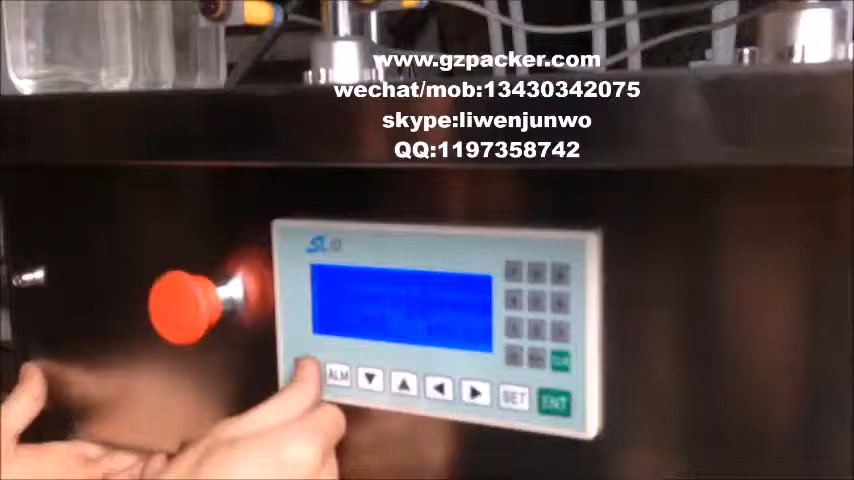 www.gzpacker.com
wechat/mob:13430342075
skype:liwenjunwo
QQ:1197358742
ALM
SET
ENT